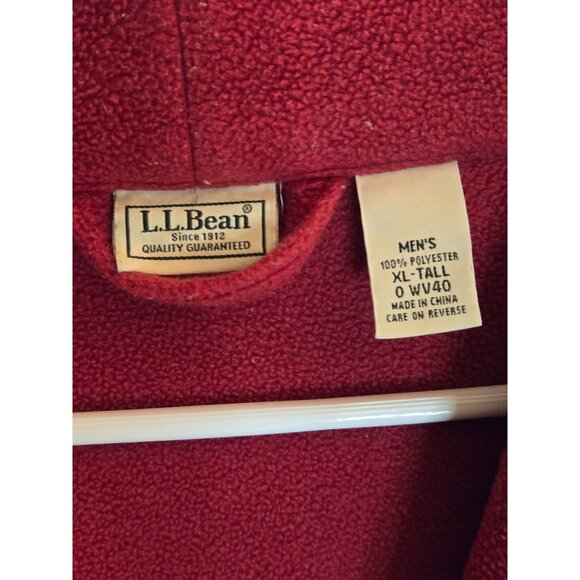 L.L.Bean®
Since 1912
QUALITY GUARANTEED
MEN'S
100% POLYESTER
XL-TALL
0 WV40
MADE IN CHINA
CARE ON REVERSE